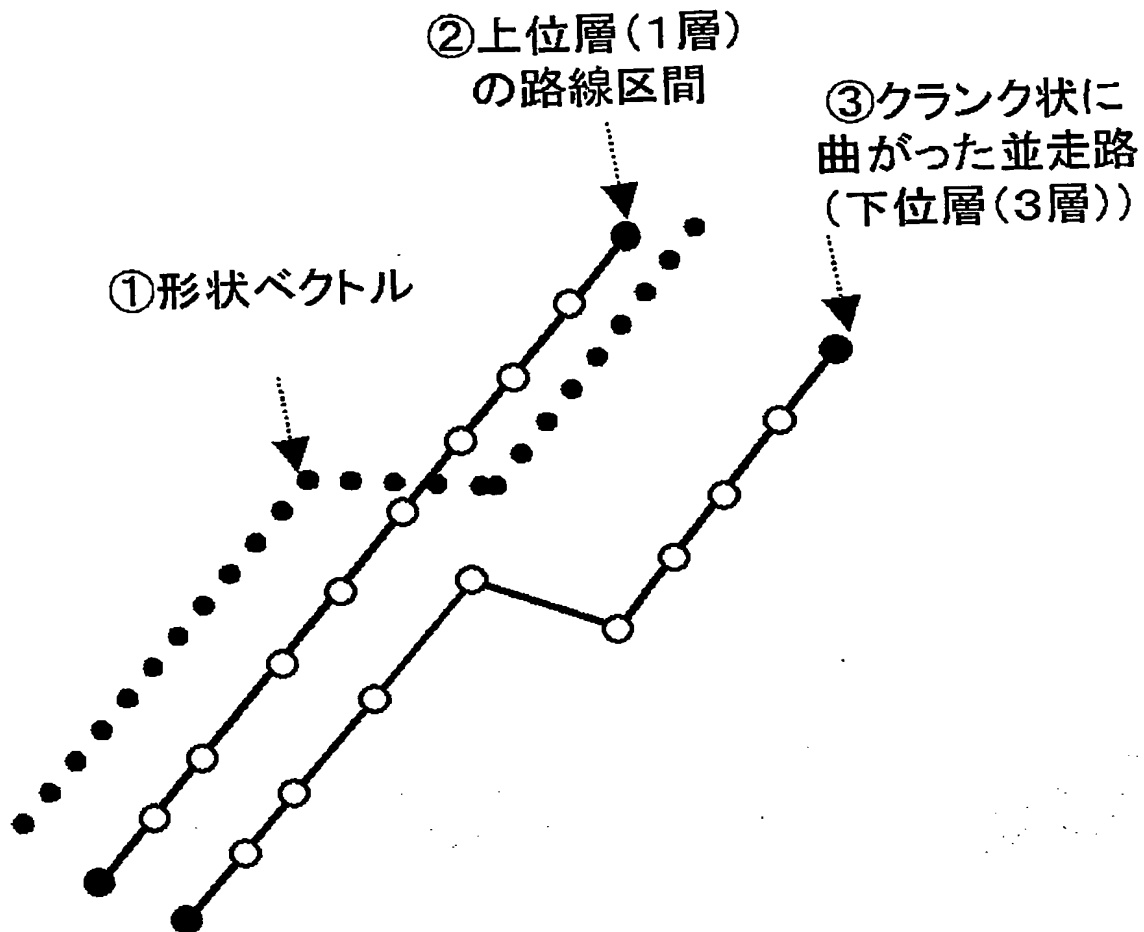 ②上位層(1層)
の路線区間
③クランク状に
曲がった並走路
(下位層(3層))
①形状ベクトル